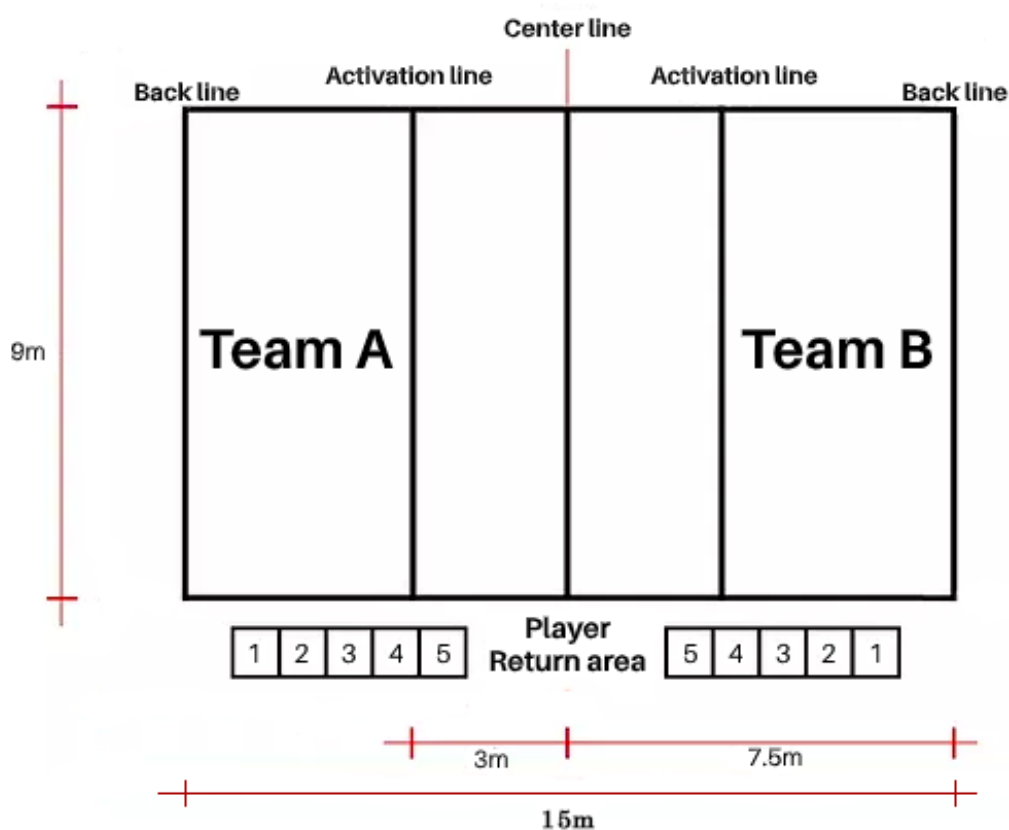 Center line
Activation line
Activation line
Back line
Back line
9m
Team A
Team B
Player
Return area
1 2 3 4 5
5 4 3 2 1
3m
7.5m
15m